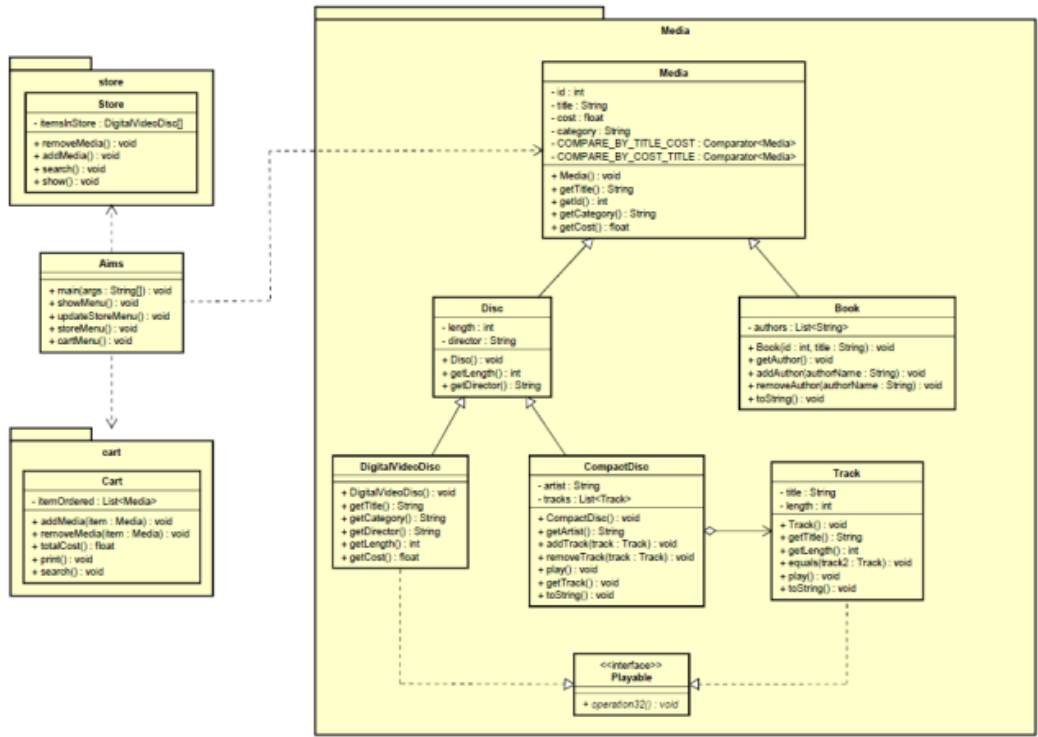 store
Store
- itemsInStore : DigitalVideoDisc[]
+ removeMedia() : void
+ addMedia() : void
+ search() : void
+ show() : void
Aims
+ main(args : String[]) : void
+ showMenu() : void
+ updateStoreMenu() : void
+ storeMenu() : void
+ cartMenu() : void
cart
Cart
- itemOrdered : List<Media>
+ addMedia(item : Media) : void
+ removeMedia(item : Media) : void
+ totalCost() : float
+ print() : void
+ search() : void
Media
Media
- id : int
- title : String
- cost : float
- category : String
- COMPARE_BY_TITLE_COST : Comparator<Media>
- COMPARE_BY_COST_TITLE : Comparator<Media>
+ Media() : void
+ getTitle() : String
+ getId() : int
+ getCategory() : String
+ getCost() : float
Disc
- length : int
- director : String
+ Disc() : void
+ getLength() : int
+ getDirector() : String
Book
- authors : List<String>
+ Book(id : int, title : String) : void
+ getAuthor() : void
+ addAuthor(authorName : String) : void
+ removeAuthor(authorName : String) : void
+ toString() : void
DigitalVideoDisc
+ DigitalVideoDisc() : void
+ getTitle() : String
+ getCategory() : String
+ getDirector() : String
+ getLength() : int
+ getCost() : float
CompactDisc
- artist : String
- tracks : List<Track>
+ CompactDisc() : void
+ getArtist() : String
+ addTrack(track : Track) : void
+ removeTrack(track : Track) : void
+ play() : void
+ getTrack() : void
+ toString() : void
Track
- title : String
- length : int
+ Track() : void
+ getTitle() : String
+ getLength() : int
+ equals(track2 : Track) : void
+ play() : void
+ toString() : void
<<interface>>
Playable
+ operation32() : void